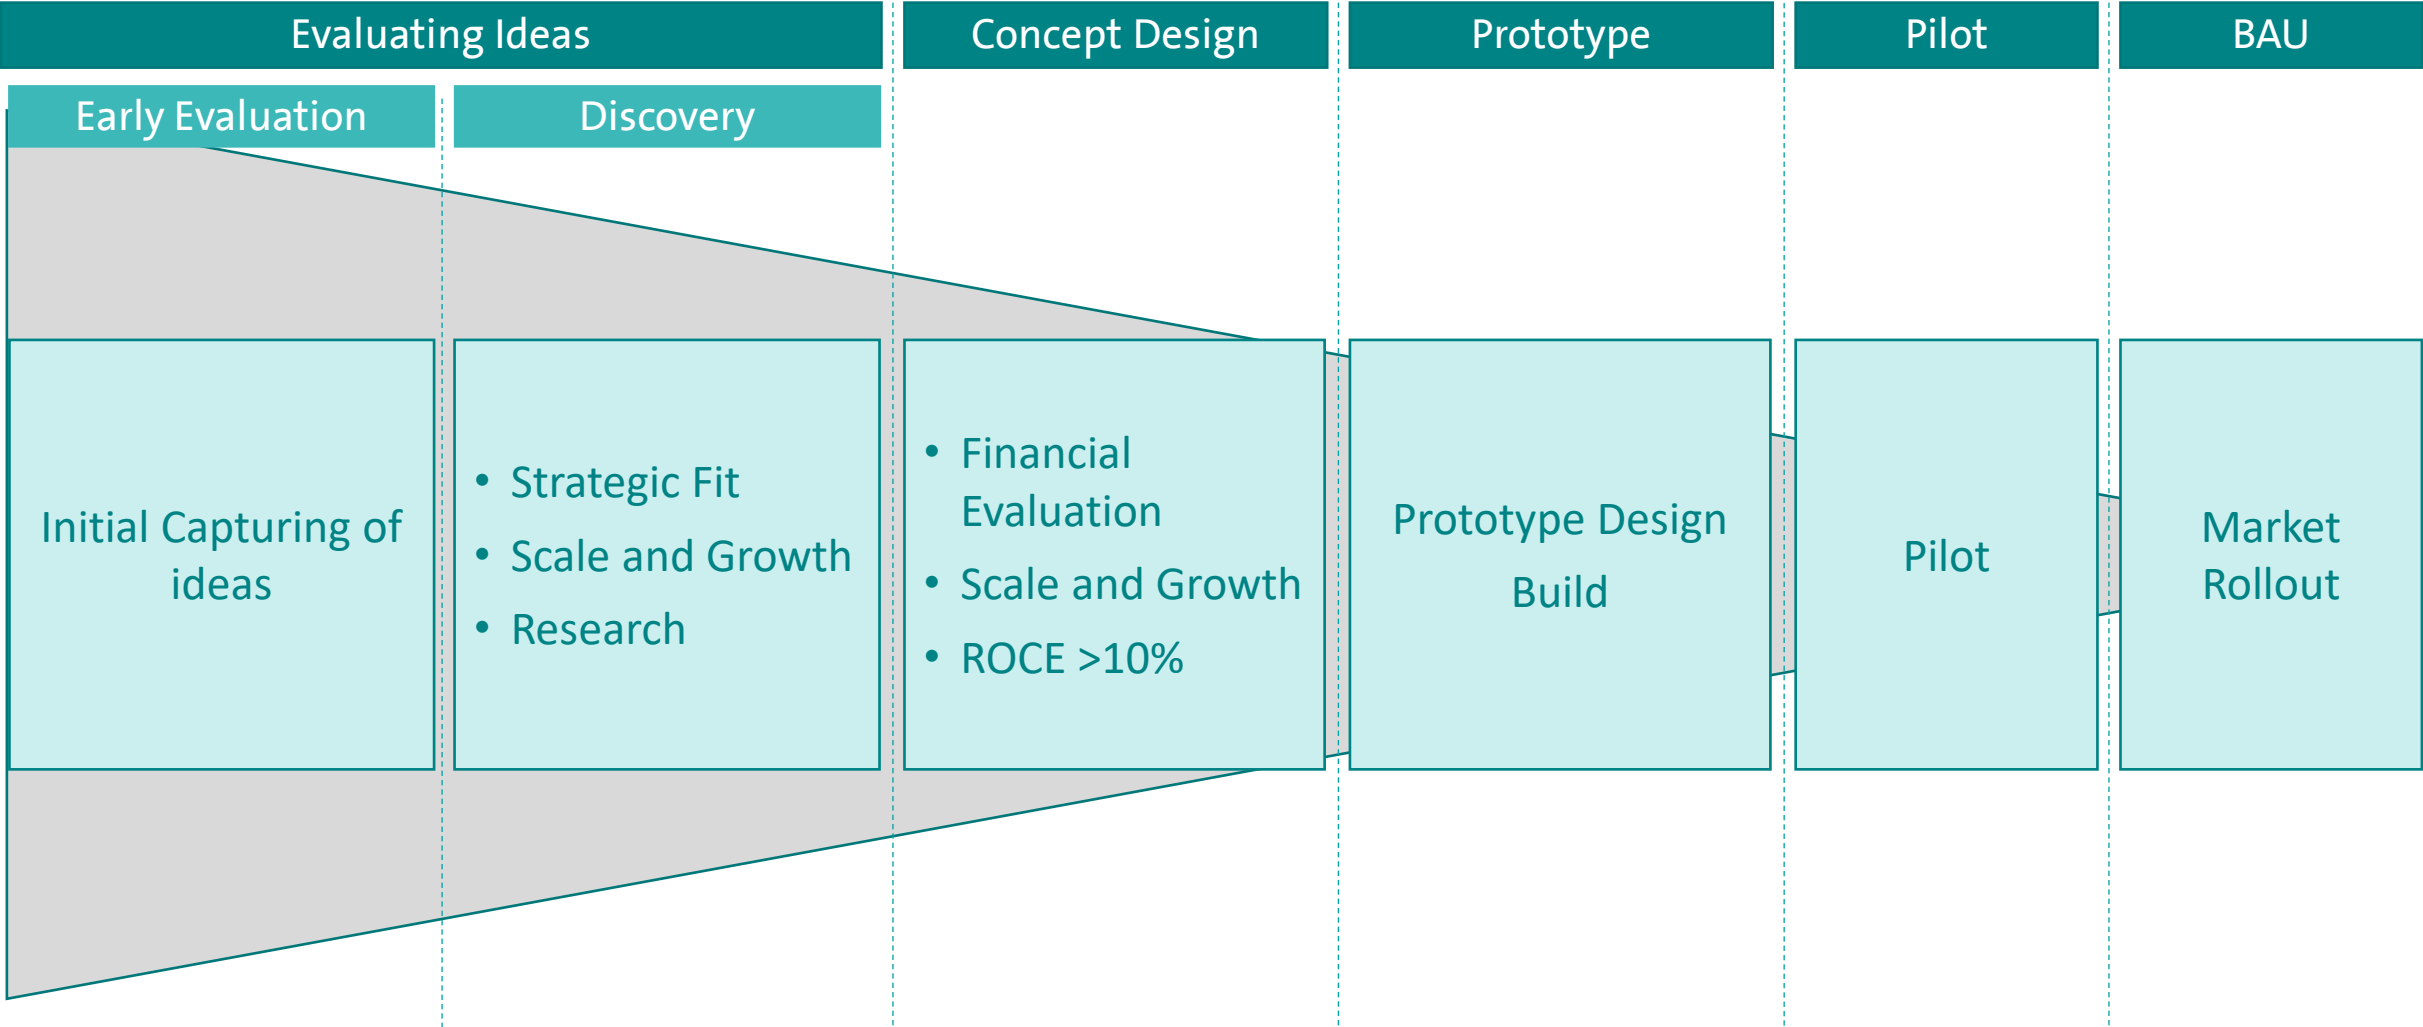 Evaluating Ideas
Concept Design
Prototype
Pilot
BAU
Early Evaluation
Discovery
Initial Capturing of
ideas
• Strategic Fit
• Scale and Growth
• Research
• Financial
Evaluation
• Scale and Growth
• ROCE >10%
Prototype Design
Build
Pilot
Market
Rollout